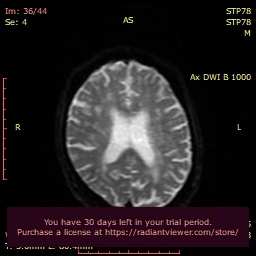 Im: 36/44
Se: 4
AS
STP78
STP78
M
Ax DWI B 1000
R
L
You have 30 days left in your trial period.
Purchase a license at https://radiantviewer.com/store/